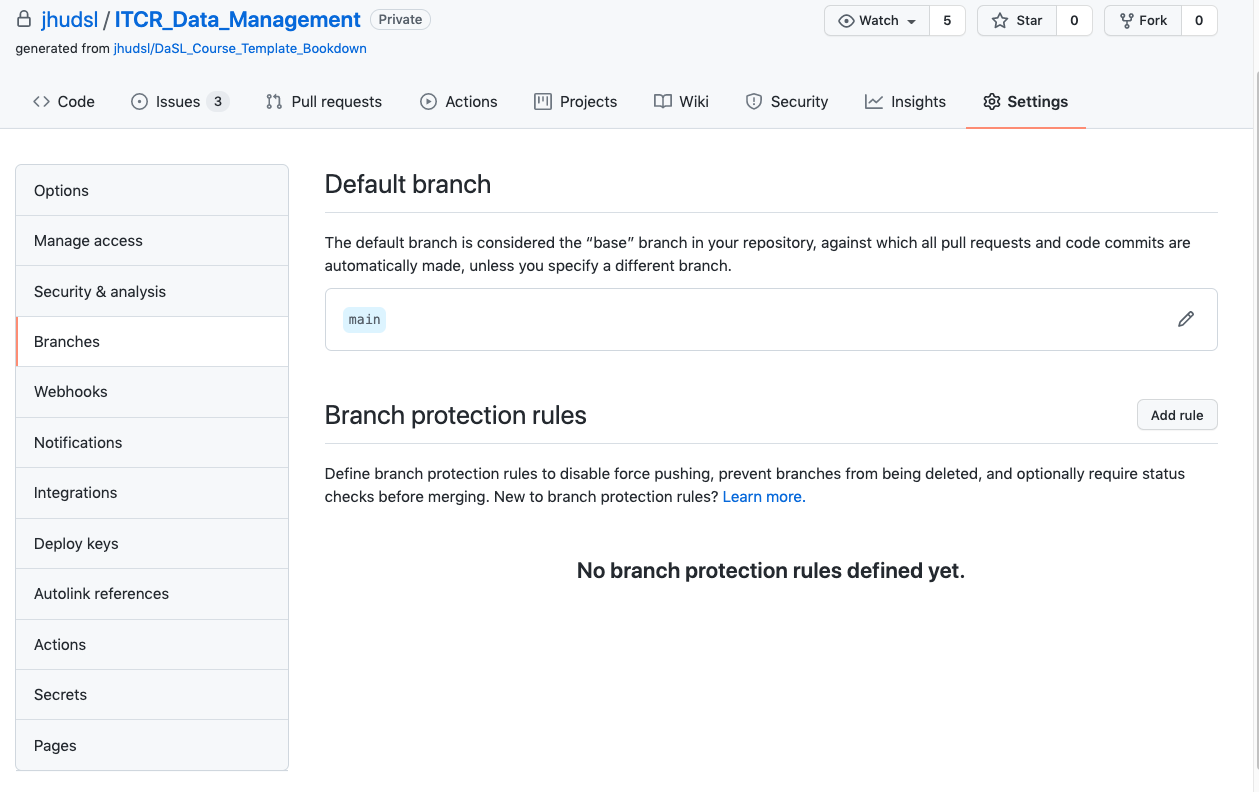 jhudsl / ITCR_Data_Management Private Watch 5 Star 0 Fork 0
generated from jhudsl/DaSL_Course_Template_Bookdown
Code Issues 3 Pull requests Actions Projects Wiki Security Insights Settings
Options
Manage access
Security & analysis
Branches
Webhooks
Notifications
Integrations
Deploy keys
Autolink references
Actions
Secrets
Pages
Default branch
The default branch is considered the “base” branch in your repository, against which all pull requests and code commits are
automatically made, unless you specify a different branch.
main
Branch protection rules Add rule
Define branch protection rules to disable force pushing, prevent branches from being deleted, and optionally require status
checks before merging. New to branch protection rules? Learn more.
No branch protection rules defined yet.